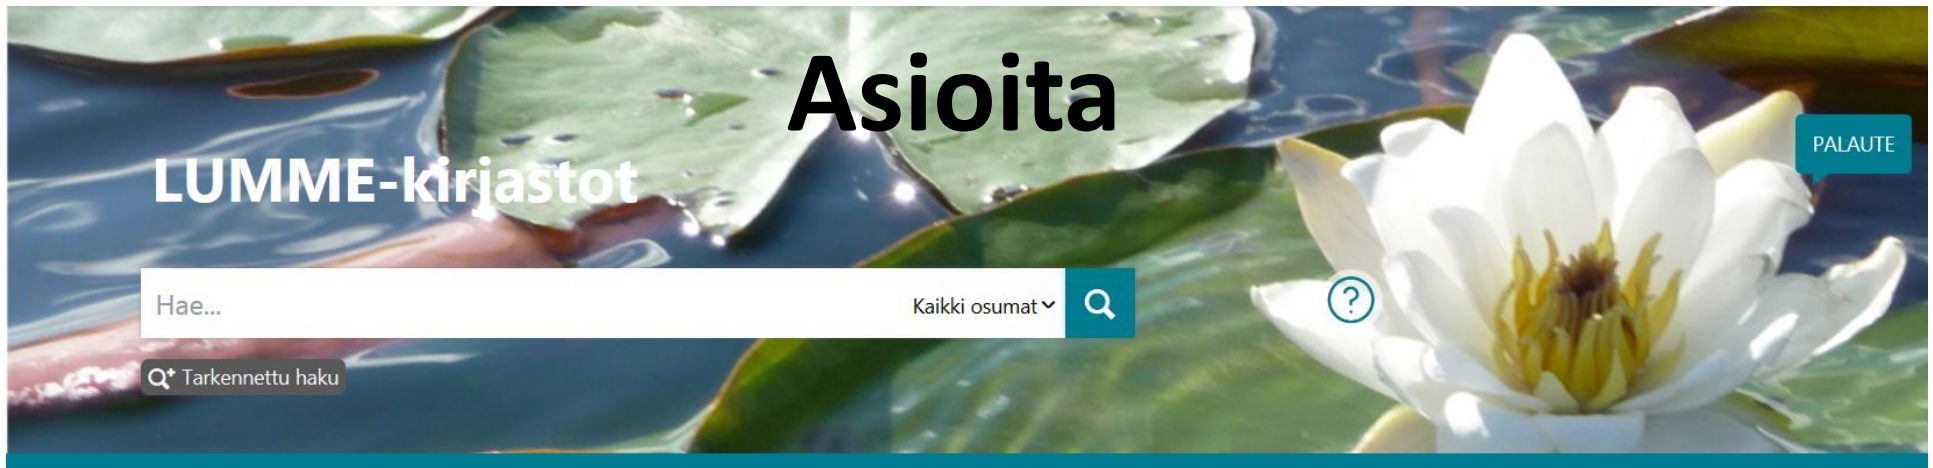 Asioita
PALAUTE
LUMME-kirjastot
Hae...
Kaikki osumat
?
Tarkennettu haku